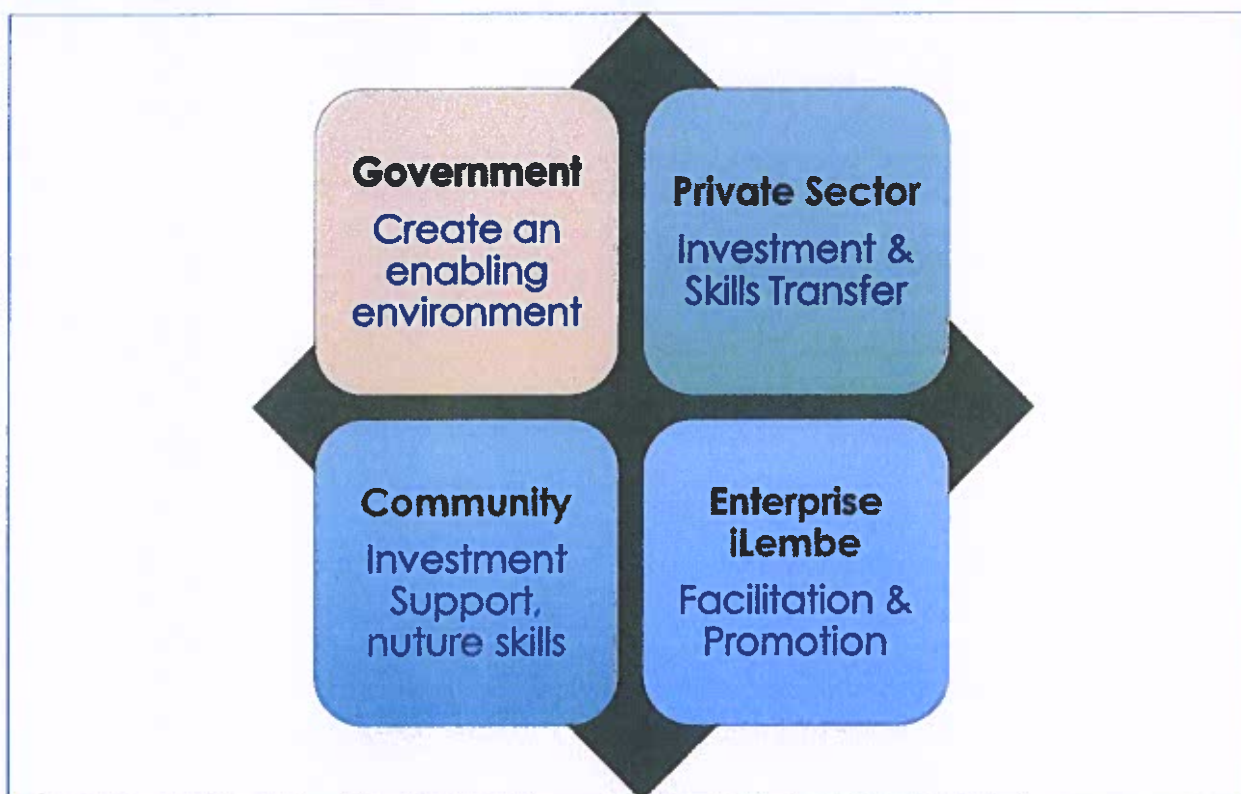 Government
Create an
enabling
environment
Private Sector
Investment &
Skills Transfer
Community
Investment
Support,
nuture skills
Enterprise
iLembe
Facilitation &
Promotion